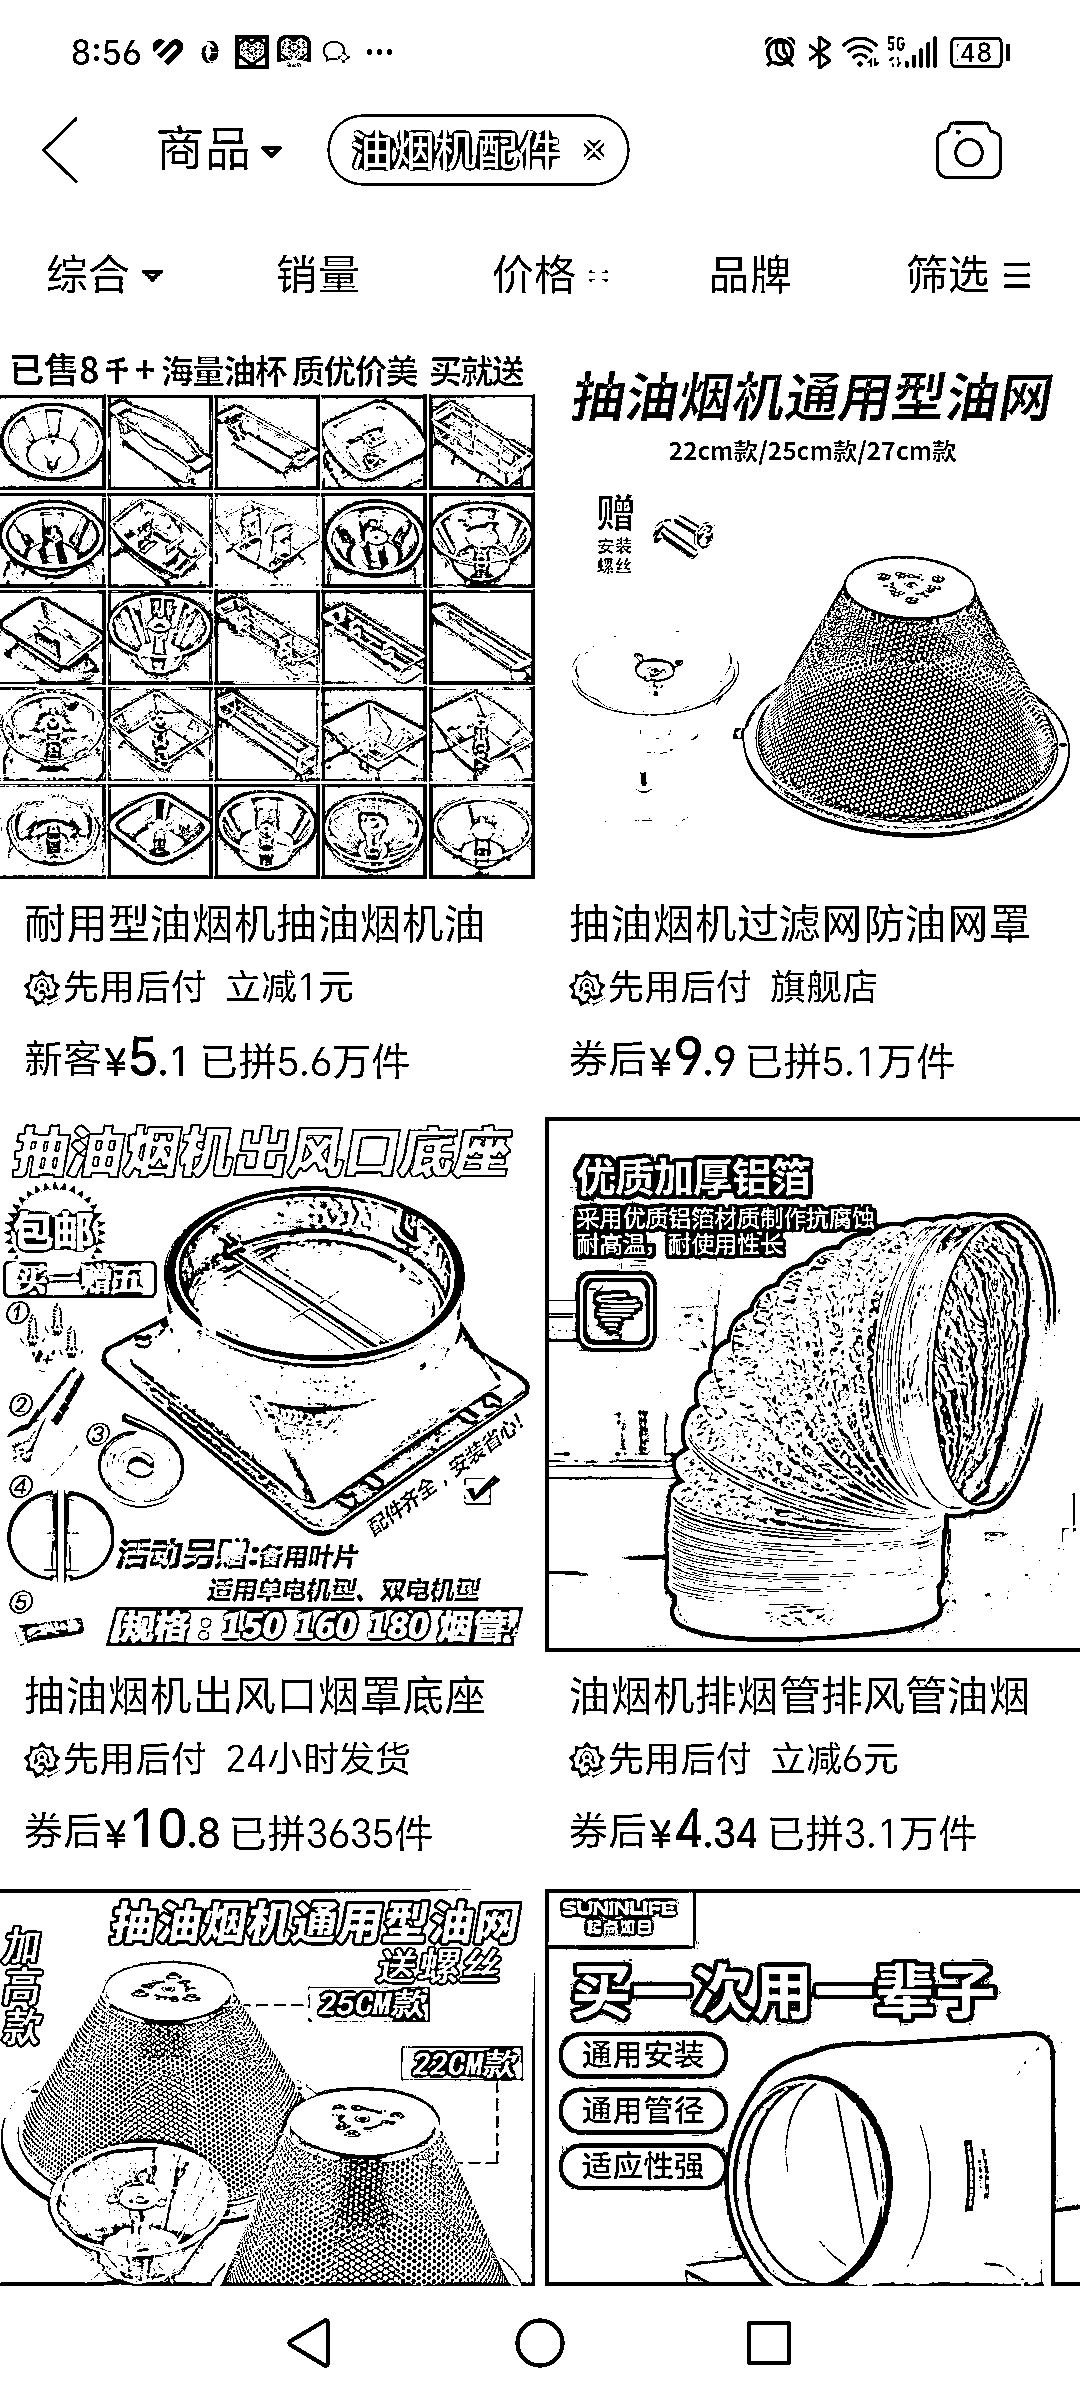 8:56
5G
48
商品
油烟机配件
综合
销量
价格
品牌
筛选
已售8千+海量油杯 质优价美 买就送
耐用型油烟机抽油烟机油
先用后付 立减1元
新客¥5.1 已拼5.6万件
抽油烟机通用型油网
22cm款/25cm款/27cm款
赠
安装
螺丝
抽油烟机过滤网防油网罩
先用后付 旗舰店
券后¥9.9 已拼5.1万件
抽油烟机出风口底座
包邮
买一赠五
①
②
③
④
⑤
配件齐全，安装省心!
活动另赠:备用叶片
适用单电机型、双电机型
规格：150 160 180 烟管
抽油烟机出风口烟罩底座
先用后付 24小时发货
券后¥10.8 已拼3635件
优质加厚铝箔
采用优质铝箔材质制作抗腐蚀
耐高温，耐使用性长
油烟机排烟管排风管油烟
先用后付 立减6元
券后¥4.34 已拼3.1万件
抽油烟机通用型油网
送螺丝
加高款
25CM款
22CM款
SUNINLIFE
起点如日
买一次用一辈子
通用安装
通用管径
适应性强